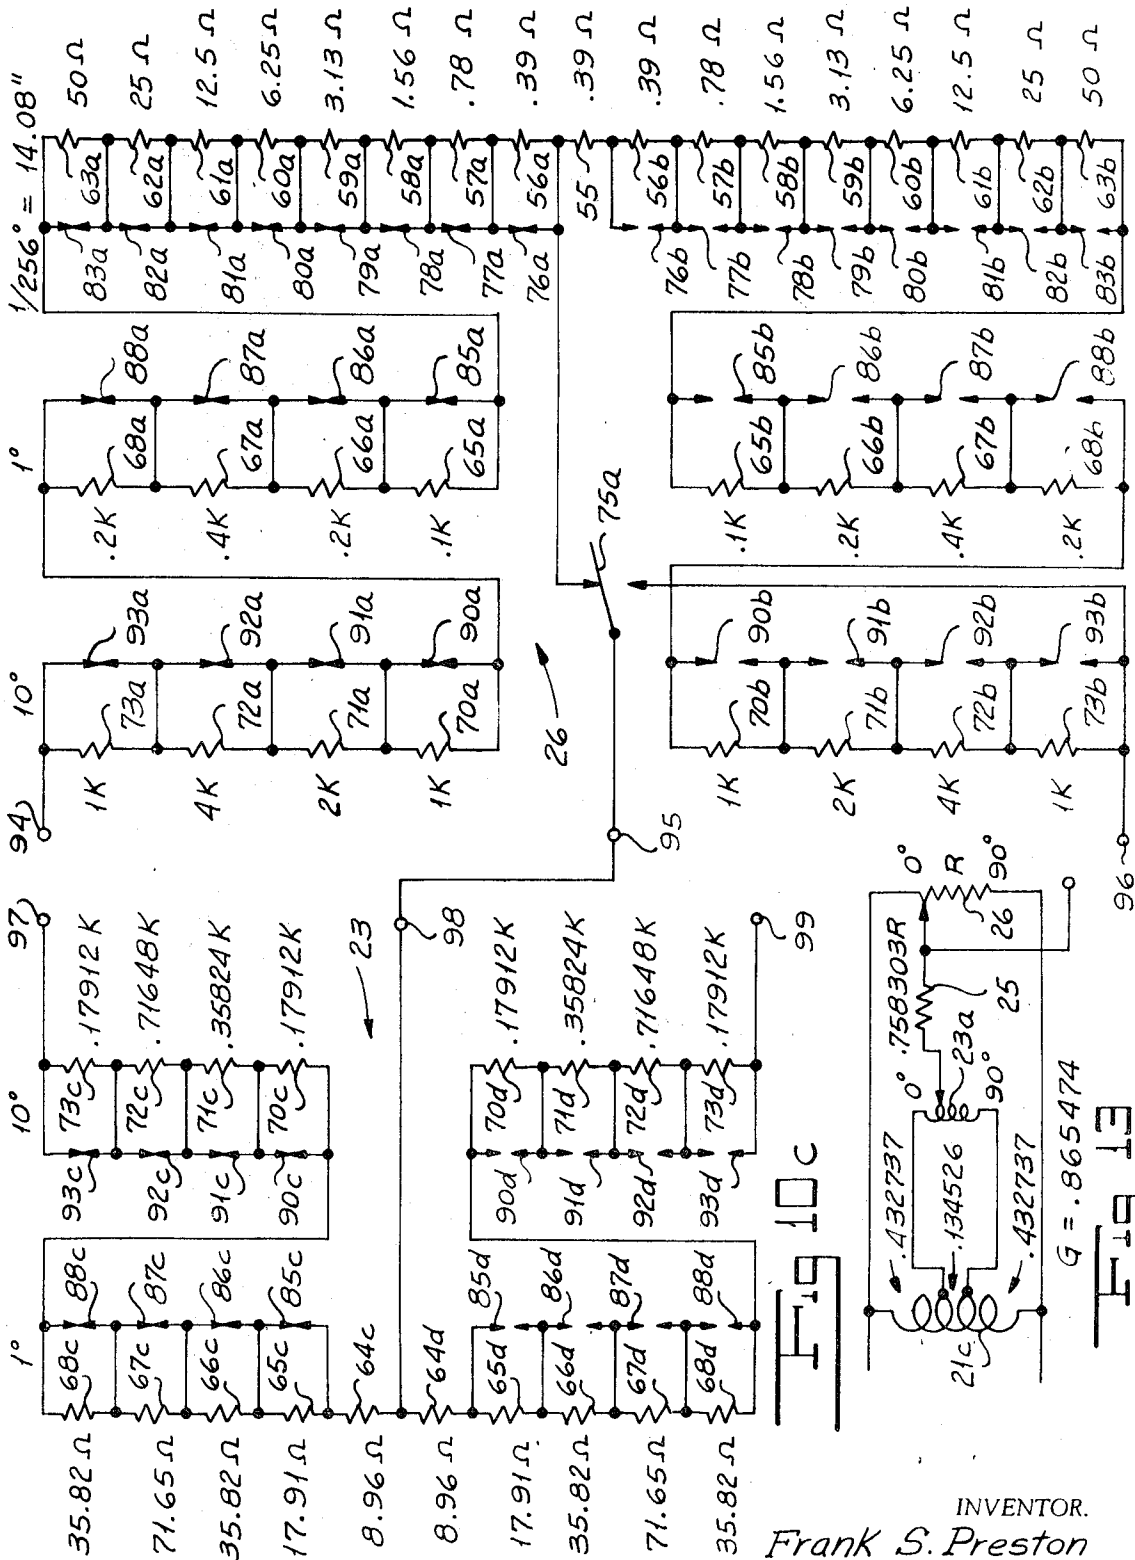 1° 10° 97 94 10° 1° 1/256° = 14.08"
35.82 Ω 68c 88c 93c 73c .17912K
71.65 Ω 67c 87c 92c 72c .71648K
35.82 Ω 66c 86c 91c 71c .35824K
17.91 Ω 65c 85c 90c 70c .17912K
8.96 Ω 64c
23
98
8.96 Ω 64d
17.91 Ω 65d 85d 90d 70d .17912K
35.82 Ω 66d 86d 91d 71d .35824K
71.65 Ω 67d 87d 92d 72d .71648K
35.82 Ω 68d 88d 93d 73d .17912K
99
1K 73a 93a
4K 72a 92a
2K 71a 91a
1K 70a 90a
.2K 68a 88a
.4K 67a 87a
.2K 66a 86a
.1K 65a 85a
83a 63a 50 Ω
82a 62a 25 Ω
81a 61a 12.5 Ω
80a 60a 6.25 Ω
79a 59a 3.13 Ω
78a 58a 1.56 Ω
77a 57a .78 Ω
76a 56a .39 Ω
55 .39 Ω
76b 56b .39 Ω
77b 57b .78 Ω
78b 58b 1.56 Ω
79b 59b 3.13 Ω
80b 60b 6.25 Ω
81b 61b 12.5 Ω
82b 62b 25 Ω
83b 63b 50 Ω
26
75a
95
1K 70b 90b
2K 71b 91b
4K 72b 92b
1K 73b 93b
96
.1K 65b 85b
.2K 66b 86b
.4K 67b 87b
.2K 68b 88b
Fig 10c
.432737
0° .758303R 0°
.134526
23a
25
R
26
90° 90°
.432737
21c
G = .865474
Fig 13
INVENTOR.
Frank S. Preston